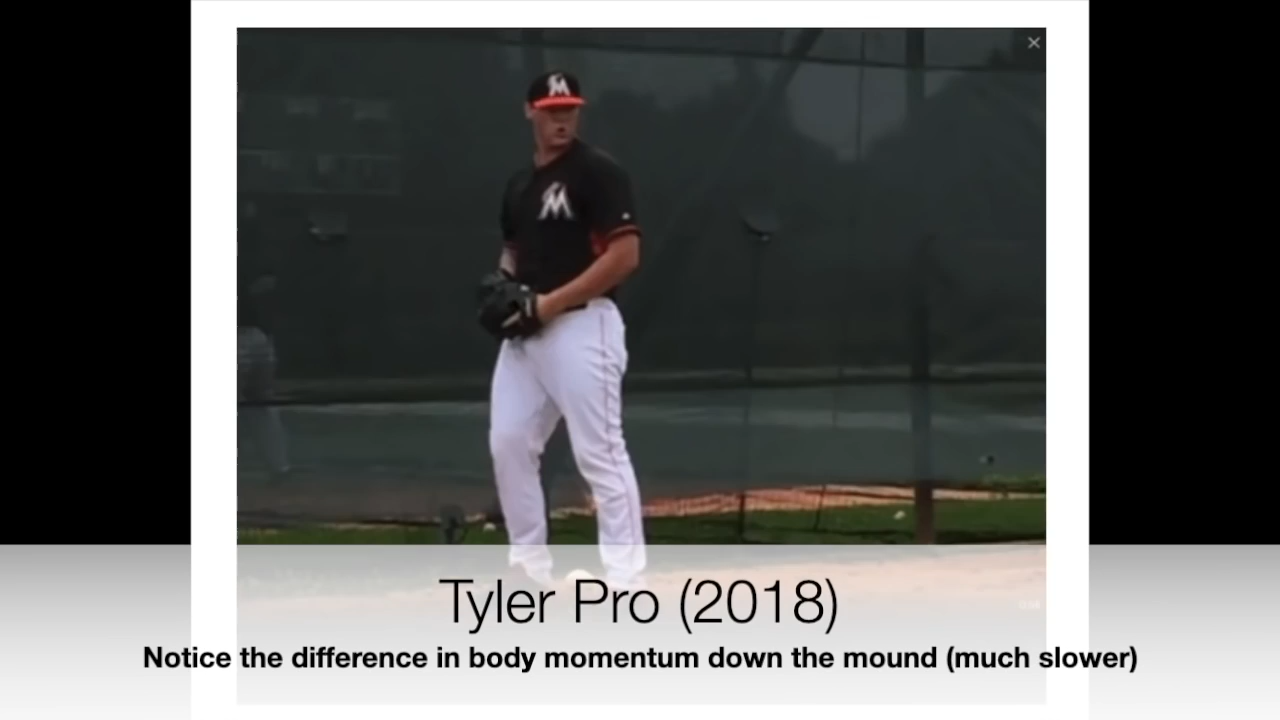 M
M
Tyler Pro (2018)
Notice the difference in body momentum down the mound (much slower)